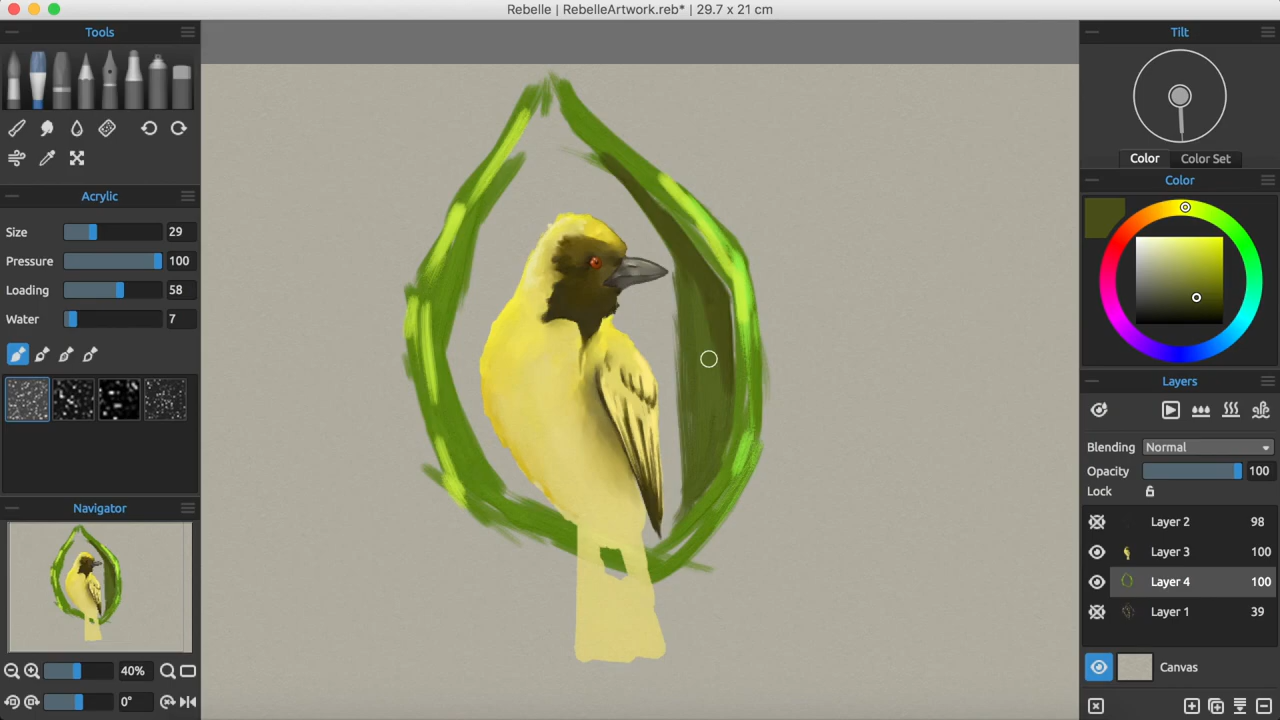 Rebelle | RebelleArtwork.reb* | 29.7 x 21 cm
Tools
Acrylic
Size 29
Pressure 100
Loading 58
Water 7
Navigator
40%
0°
Tilt
Color Color Set
Color
Layers
Blending Normal
Opacity 100
Lock
Layer 2 98
Layer 3 100
Layer 4 100
Layer 1 39
Canvas